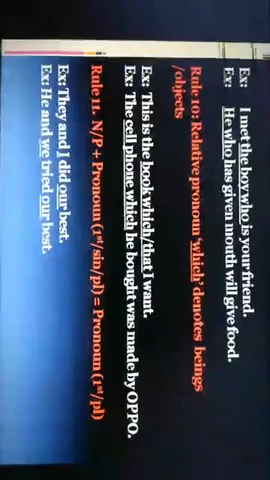 Ex: I met the boy who is your friend.
Ex: He who has given mouth will give food.
Rule 10: Relative pronoun 'which' denotes beings
/objects
Ex: This is the book which/that I want.
Ex: The cell phone which he bought was made by OPPO.
Rule 11. N/P + Pronoun (1st/sin/pl) = Pronoun (1st/pl)
Ex: They and I did our best.
Ex: He and we tried our best.